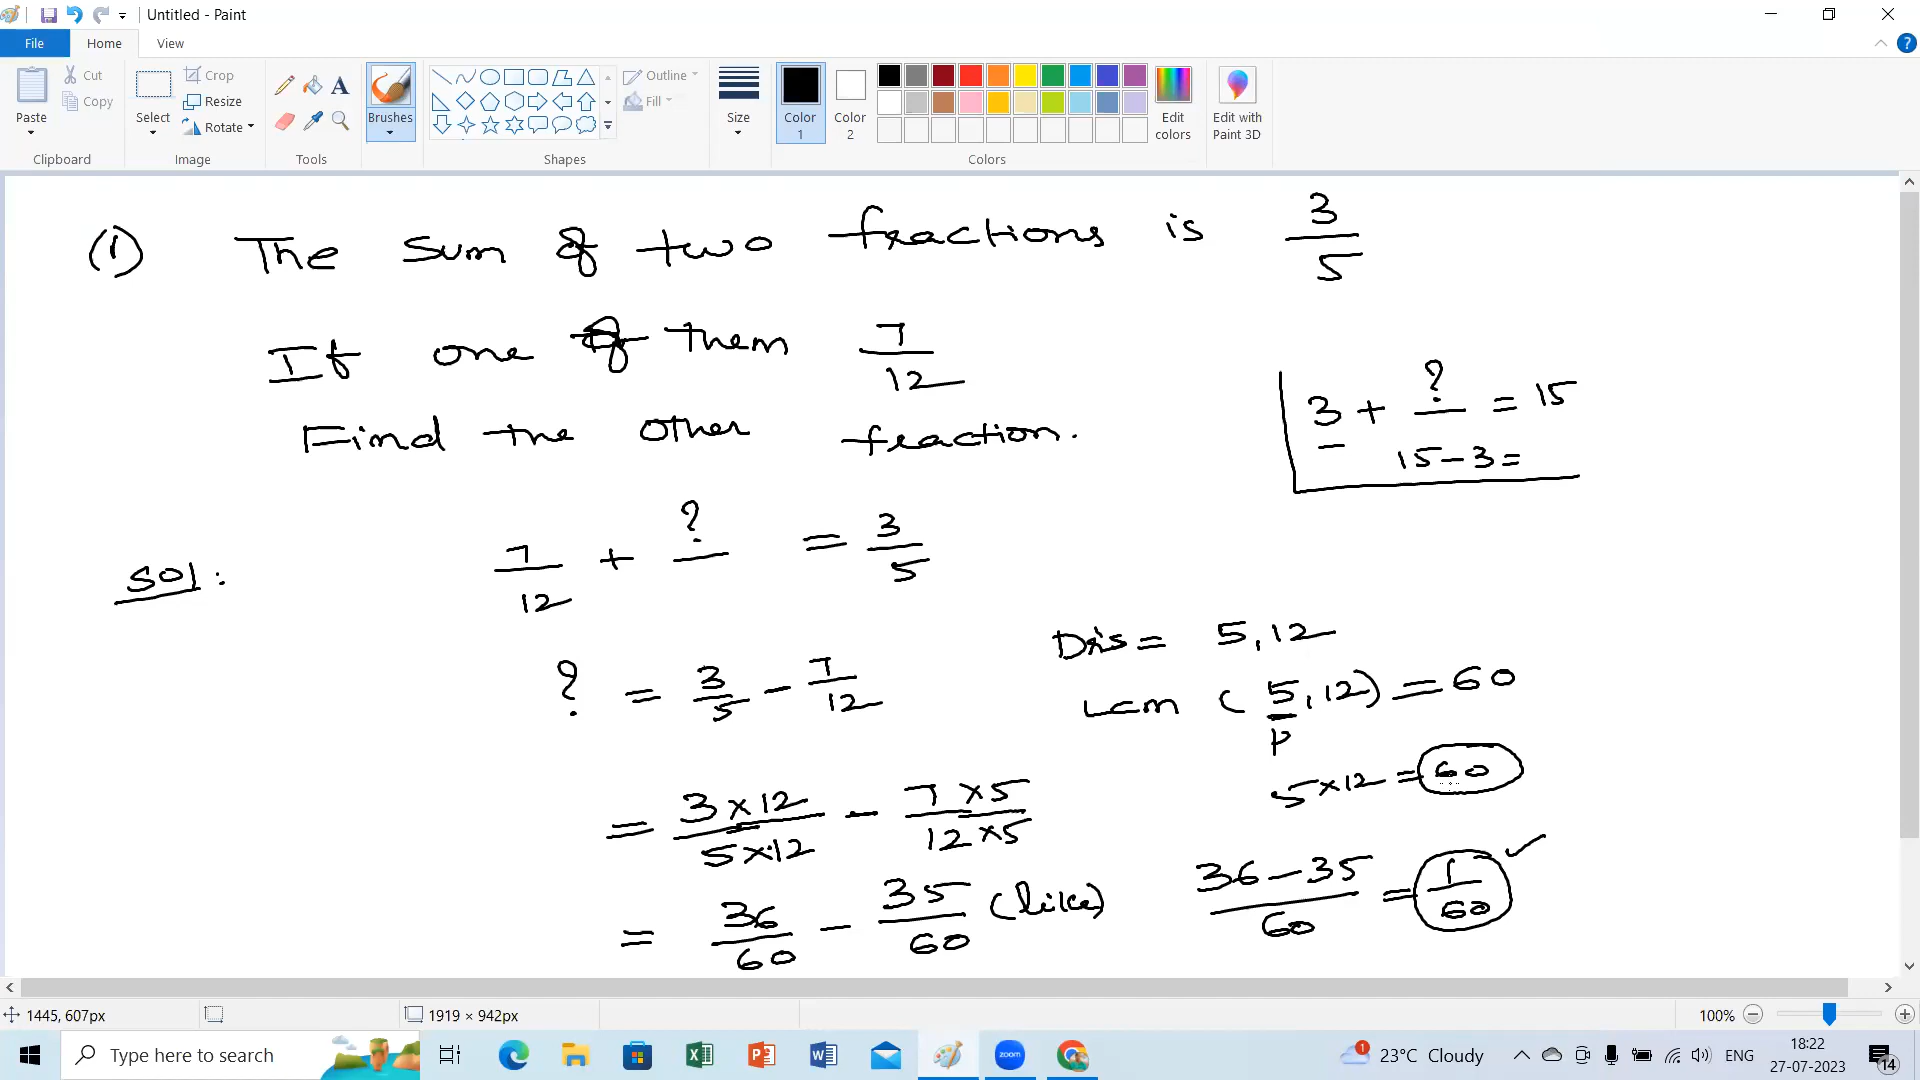 Untitled - Paint
File Home View
Paste
Cut
Copy
Clipboard
Select
Crop
Resize
Rotate
Image
Tools
Brushes
Outline
Fill
Shapes
Size
Color 1
Color 2
Edit colors
Colors
Edit with Paint 3D
(1) The sum of two fractions is 3/5
If one of them 7/12
Find the other fraction.
3 + ? = 15
15 - 3 =
Sol: 7/12 + ? = 3/5
Drs = 5, 12
? = 3/5 - 7/12
Lcm (5, 12) = 60
P
5 × 12 = 60
= 3×12/5×12 - 7×5/12×5
= 36/60 - 35/60 (like)
36 - 35/60 = 1/60 ✓
1445, 607px
1919 × 942px
100%
Type here to search
zoom
1
23°C Cloudy
ENG
18:22
27-07-2023
14